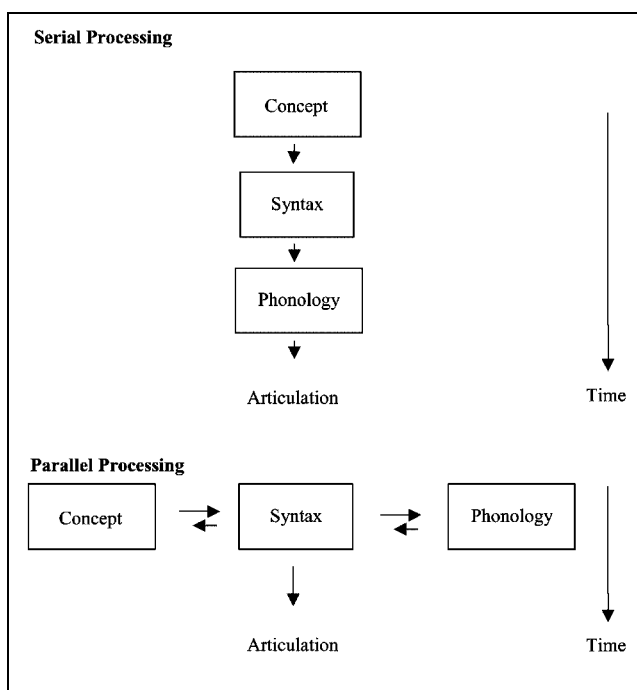 Serial Processing
Concept
Syntax
Phonology
Articulation
Time
Parallel Processing
Concept
Syntax
Phonology
Articulation
Time